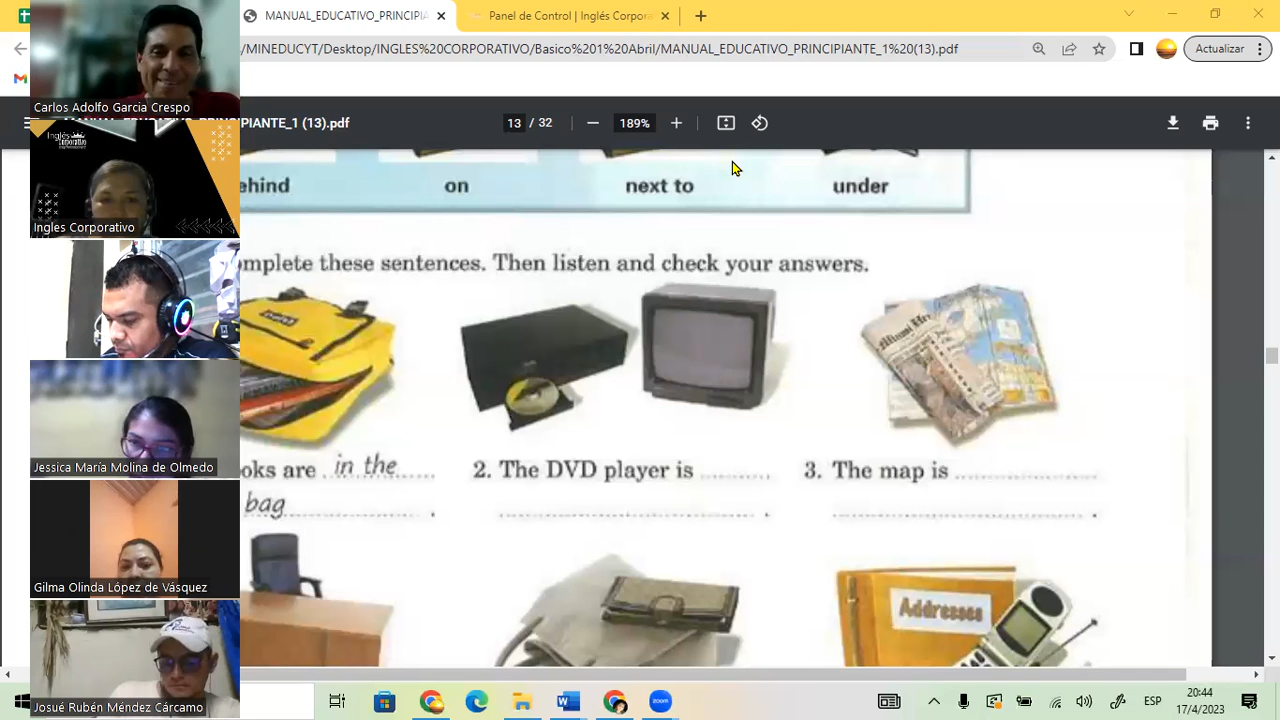 MANUAL_EDUCATIVO_PRINCIPIA
Panel de Control | Inglés Corpora
/MINEDUCYT/Desktop/INGLES%20CORPORATIVO/Basico%201%20Abril/MANUAL_EDUCATIVO_PRINCIPIANTE_1%20(13).pdf
Actualizar
Carlos Adolfo Garcia Crespo
IPIANTE_1 (13).pdf
13 / 32
189%
Inglés
Corporativo
Ingles Corporativo
ehind
on
next to
under
omplete these sentences. Then listen and check your answers.
ooks are in the
bag
2. The DVD player is
3. The map is
Jessica María Molina de Olmedo
Gilma Olinda López de Vásquez
Addresses
Josué Rubén Méndez Cárcamo
zoom
ESP
20:44
17/4/2023